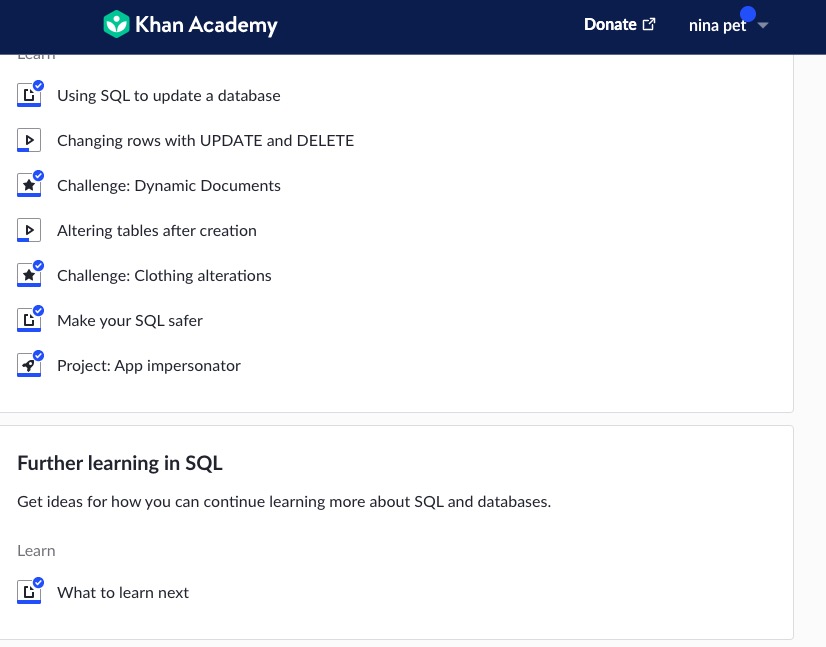 Khan Academy
Donate
nina pet
Learn
Using SQL to update a database
Changing rows with UPDATE and DELETE
Challenge: Dynamic Documents
Altering tables after creation
Challenge: Clothing alterations
Make your SQL safer
Project: App impersonator
Further learning in SQL
Get ideas for how you can continue learning more about SQL and databases.
Learn
What to learn next